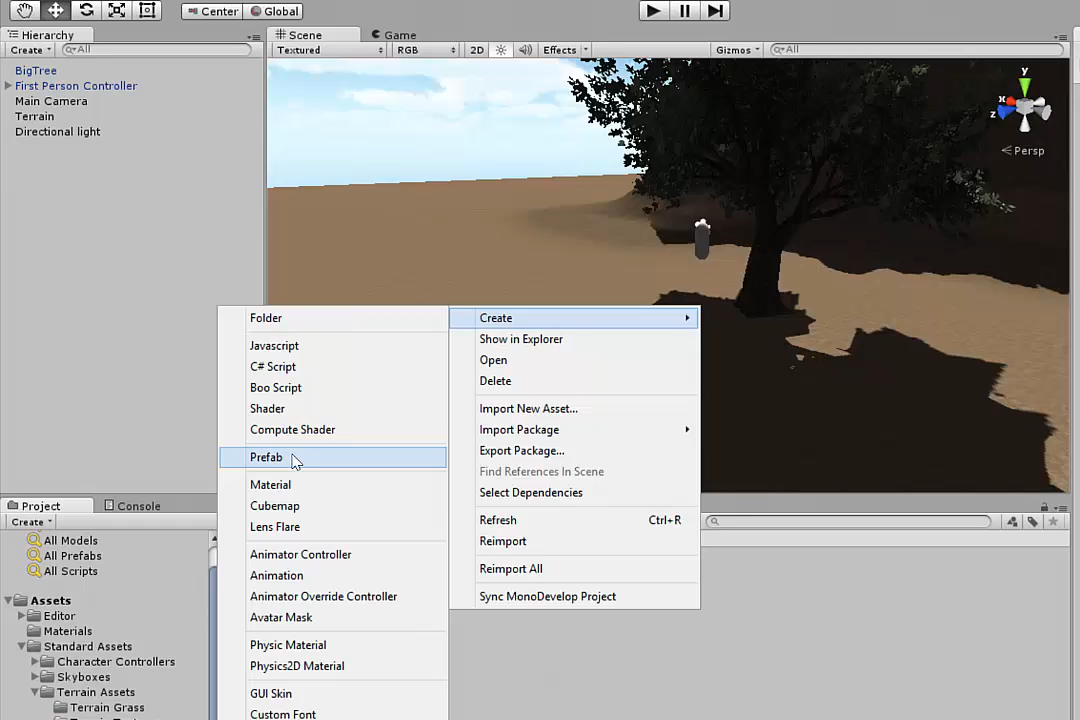 Center Global
Hierarchy
Create All
BigTree
First Person Controller
Main Camera
Terrain
Directional light
Scene Game
Textured RGB 2D Effects Gizmos All
y
x
z
Persp
Folder
Javascript
C# Script
Boo Script
Shader
Compute Shader
Prefab
Material
Cubemap
Lens Flare
Animator Controller
Animation
Animator Override Controller
Avatar Mask
Physic Material
Physics2D Material
GUI Skin
Custom Font
Create
Show in Explorer
Open
Delete
Import New Asset...
Import Package
Export Package...
Find References In Scene
Select Dependencies
Refresh Ctrl+R
Reimport
Reimport All
Sync MonoDevelop Project
Project Console
Create
All Models
All Prefabs
All Scripts
Assets
Editor
Materials
Standard Assets
Character Controllers
Skyboxes
Terrain Assets
Terrain Grass